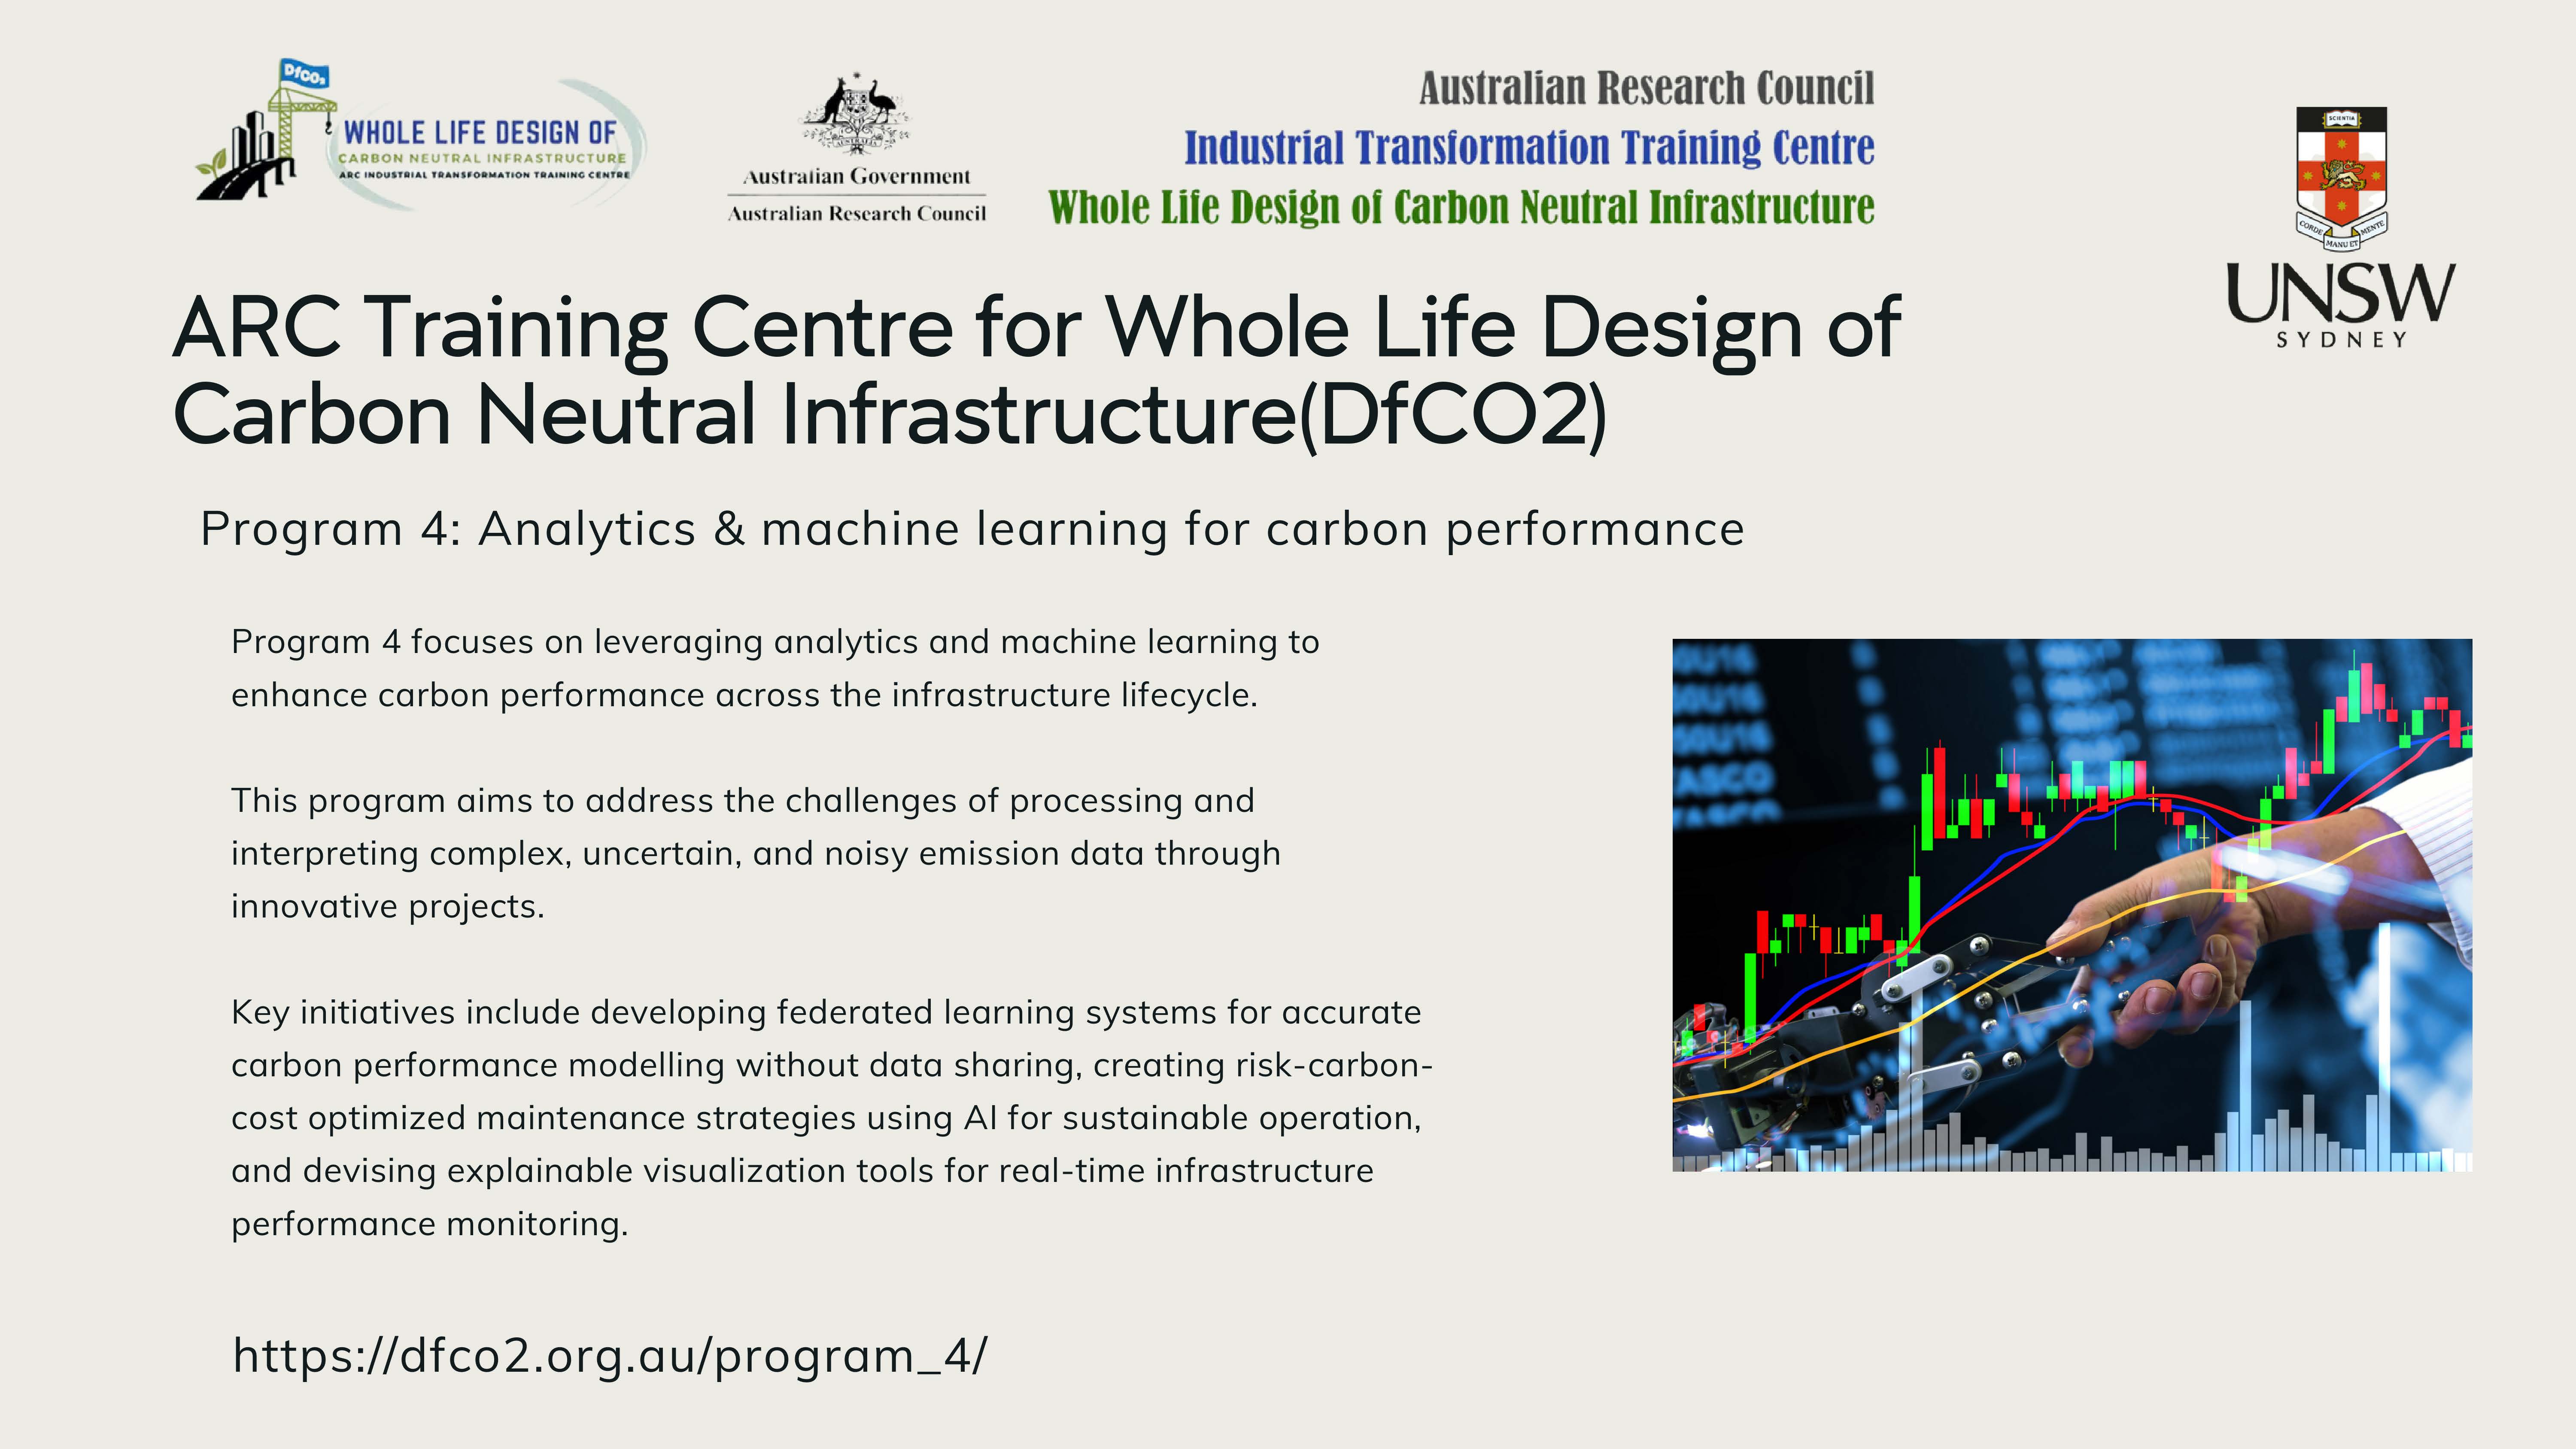 DfCO₂
WHOLE LIFE DESIGN OF
CARBON NEUTRAL INFRASTRUCTURE
ARC INDUSTRIAL TRANSFORMATION TRAINING CENTRE
AUSTRALIA
Australian Government
Australian Research Council
Australian Research Council
Industrial Transformation Training Centre
Whole Life Design of Carbon Neutral Infrastructure
SCIENTIA
CORDE
MANU ET
MENTE
UNSW
SYDNEY
ARC Training Centre for Whole Life Design of
Carbon Neutral Infrastructure(DfCO2)
Program 4: Analytics & machine learning for carbon performance
Program 4 focuses on leveraging analytics and machine learning to
enhance carbon performance across the infrastructure lifecycle.
This program aims to address the challenges of processing and
interpreting complex, uncertain, and noisy emission data through
innovative projects.
Key initiatives include developing federated learning systems for accurate
carbon performance modelling without data sharing, creating risk-carbon-
cost optimized maintenance strategies using AI for sustainable operation,
and devising explainable visualization tools for real-time infrastructure
performance monitoring.
https://dfco2.org.au/program_4/